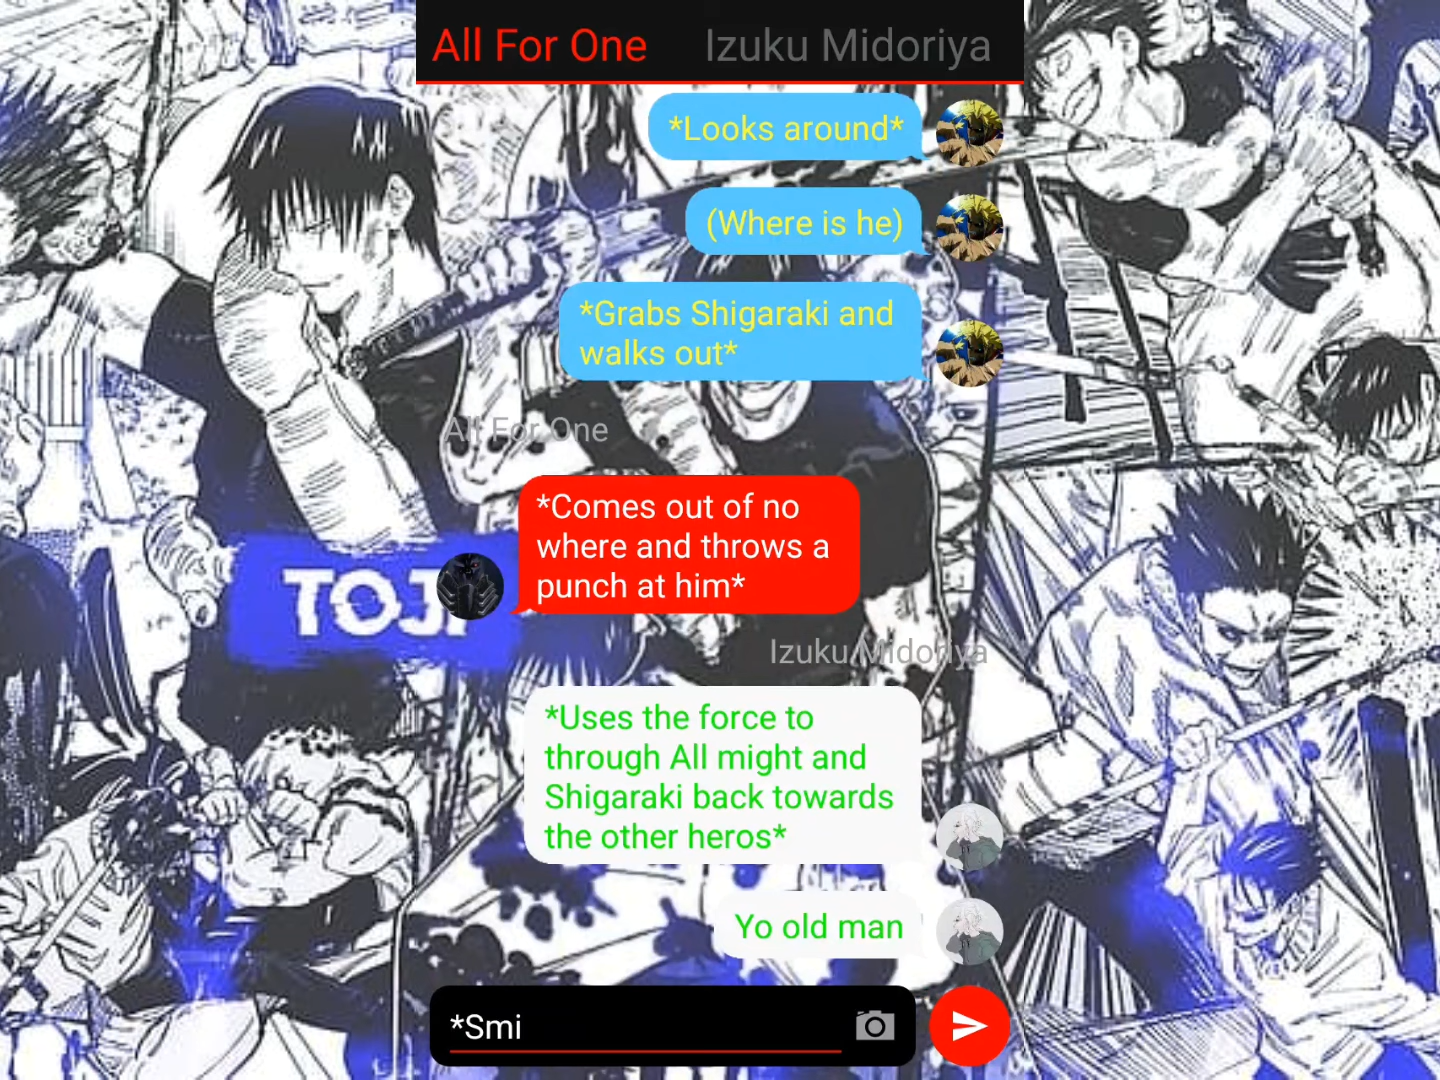 All For One Izuku Midoriya
*Looks around*
(Where is he)
*Grabs Shigaraki and
walks out*
All For One
*Comes out of no
where and throws a
punch at him*
TOJI
Izuku Midoriya
*Uses the force to
through All might and
Shigaraki back towards
the other heros*
Yo old man
*Smi